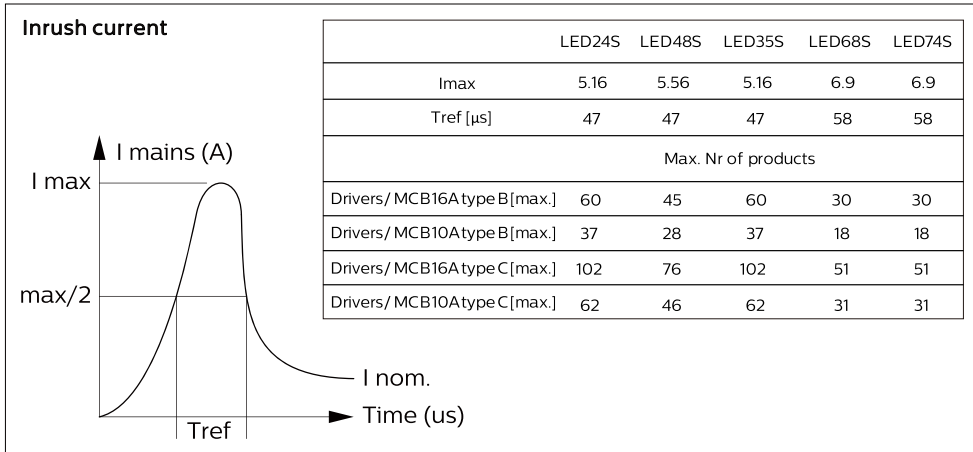 Inrush current
LED24S LED48S LED35S LED68S LED74S
Imax 5.16 5.56 5.16 6.9 6.9
Tref [µs] 47 47 47 58 58
Max. Nr of products
Drivers/ MCB16A type B [max.] 60 45 60 30 30
Drivers/ MCB10A type B [max.] 37 28 37 18 18
Drivers/ MCB16A type C [max.] 102 76 102 51 51
Drivers/ MCB10A type C [max.] 62 46 62 31 31
I mains (A)
I max
max/2
I nom.
Time (us)
Tref